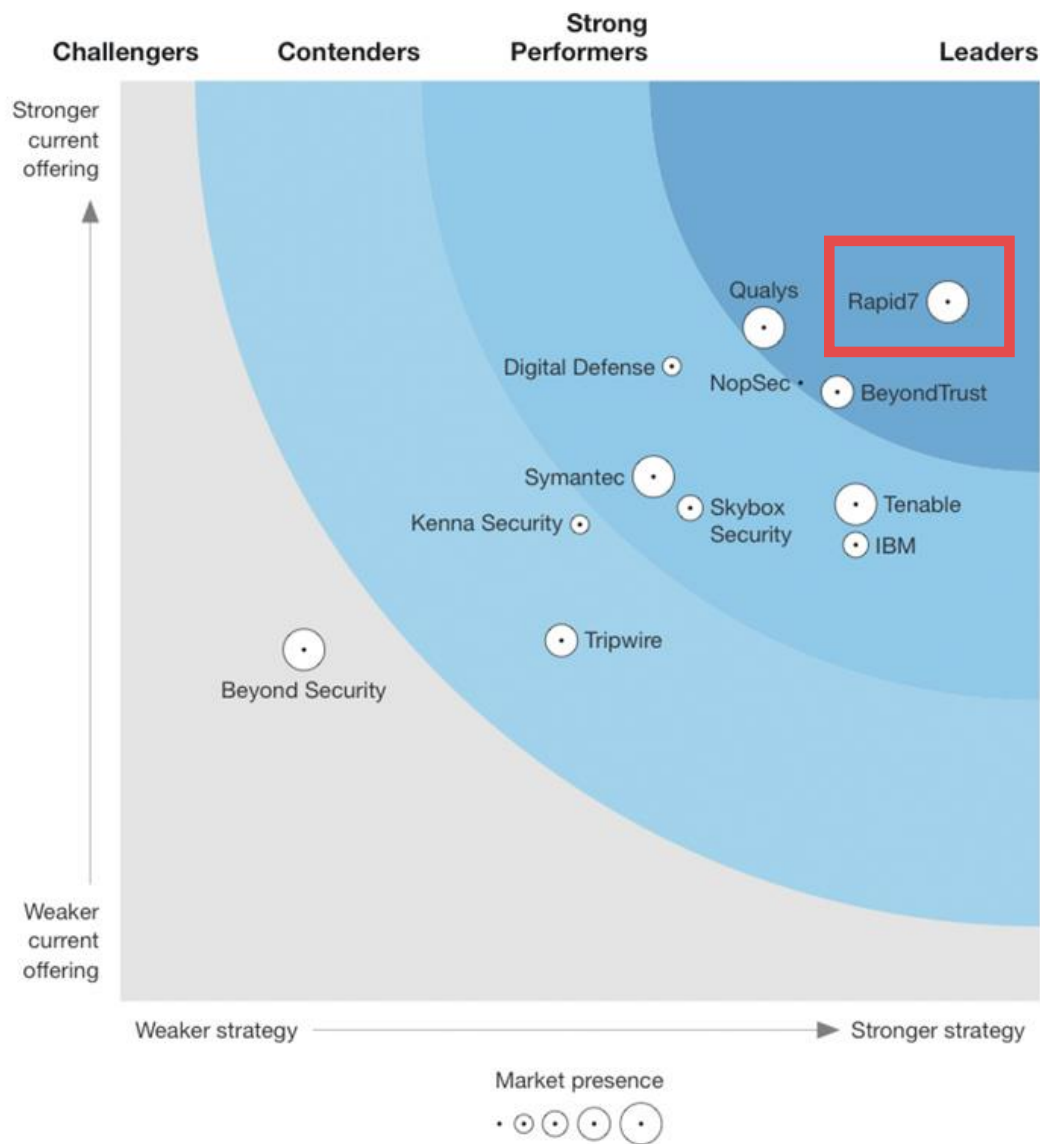 Challengers
Contenders
Strong
Performers
Leaders
Stronger
current
offering
Qualys
Rapid7
Digital Defense
NopSec
BeyondTrust
Symantec
Skybox
Security
Tenable
Kenna Security
IBM
Tripwire
Beyond Security
Weaker
current
offering
Weaker strategy
Stronger strategy
Market presence